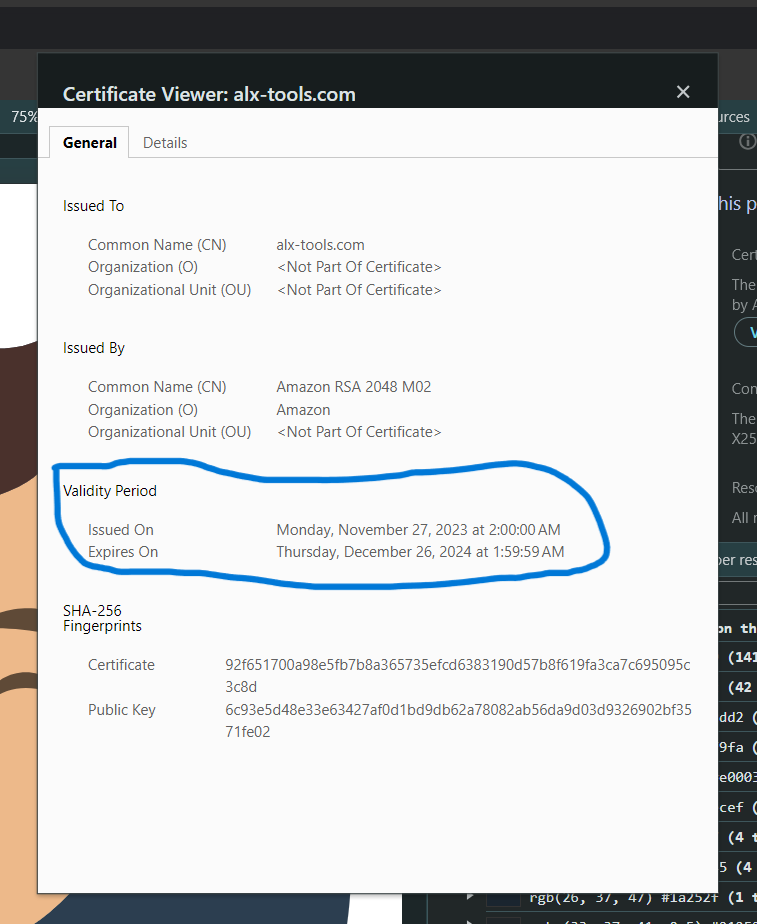 Certificate Viewer: alx-tools.com
75%
General Details
Issued To
Common Name (CN) alx-tools.com
Organization (O) <Not Part Of Certificate>
Organizational Unit (OU) <Not Part Of Certificate>
Issued By
Common Name (CN) Amazon RSA 2048 M02
Organization (O) Amazon
Organizational Unit (OU) <Not Part Of Certificate>
Validity Period
Issued On Monday, November 27, 2023 at 2:00:00 AM
Expires On Thursday, December 26, 2024 at 1:59:59 AM
SHA-256
Fingerprints
Certificate 92f651700a98e5fb7b8a365735efcd6383190d57b8f619fa3ca7c695095c
3c8d
Public Key 6c93e5d48e33e63427af0d1bd9db62a78082ab56da9d03d9326902bf35
71fe02
urces
his p
Cert
The
by A
V
Con
The
X25
Reso
All r
per res
on th
(141
(42
dd2 (
9fa (
e0003
cef (
(4 t
5 (4
rgb(26, 37, 47) #1a252f (1 t